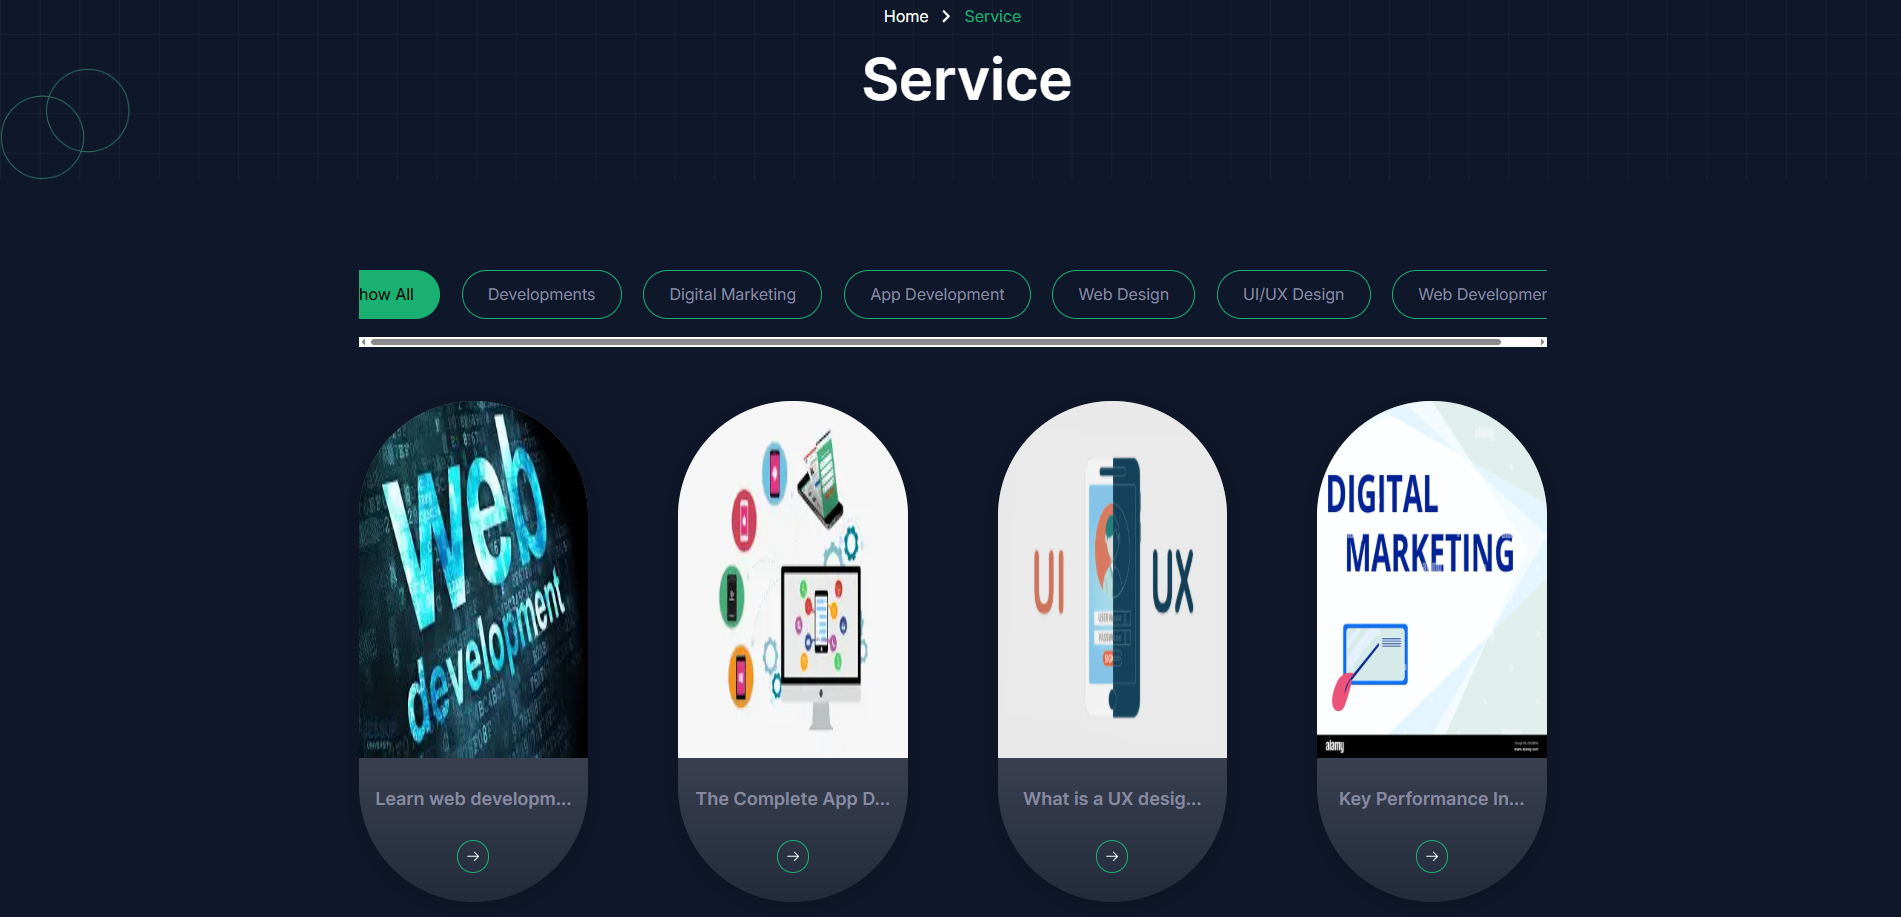 Home Service
Service
how All
Developments
Digital Marketing
App Development
Web Design
UI/UX Design
Web Developmer
Web
development
UI
UX
DIGITAL
MARKETING
alamy
Learn web developm...
The Complete App D...
What is a UX desig...
Key Performance In...